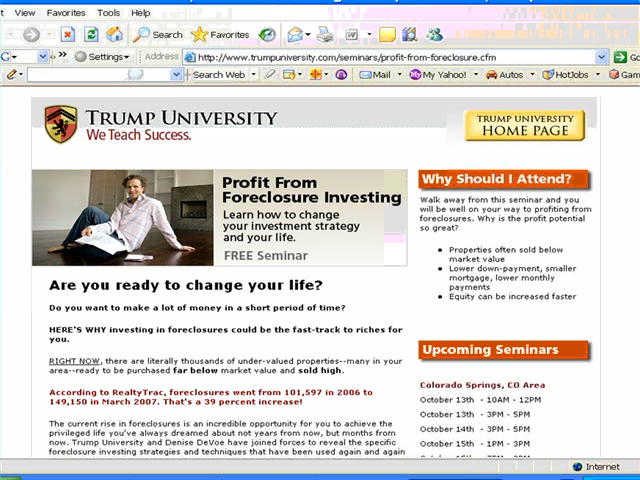 View Favorites Tools Help
Search Favorites
Settings Address http://www.trumpuniversity.com/seminars/profit-from-foreclosure.cfm Go
Search Web Mail My Yahoo! Autos HotJobs Gam
TRUMP UNIVERSITY
We Teach Success.
TRUMP UNIVERSITY
HOME PAGE
Profit From
Foreclosure Investing
Learn how to change
your investment strategy
and your life.
FREE Seminar
Why Should I Attend?
Walk away from this seminar and you
will be well on your way to profiting from
foreclosures. Why is the profit potential
so great?
Properties often sold below
market value
Lower down-payment, smaller
mortgage, lower monthly
payments
Equity can be increased faster
Are you ready to change your life?
Do you want to make a lot of money in a short period of time?
HERE'S WHY investing in foreclosures could be the fast-track to riches for
you.
RIGHT NOW, there are literally thousands of under-valued properties--many in your
area--ready to be purchased far below market value and sold high.
According to RealtyTrac, foreclosures went from 101,597 in 2006 to
149,150 in March 2007. That's a 39 percent increase!
The current rise in foreclosures is an incredible opportunity for you to achieve the
privileged life you've always dreamed about not years from now, but months from
now. Trump University and Denise DeVoe have joined forces to reveal the specific
foreclosure investing strategies and techniques that have been used again and again
Upcoming Seminars
Colorado Springs, CO Area
October 13th - 10AM - 12PM
October 13th - 3PM - 5PM
October 14th - 3PM - 5PM
October 15th - 1PM - 3PM
Internet